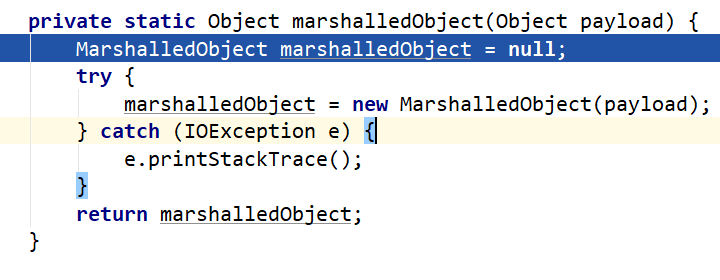 private static Object marshalledObject(Object payload) {
    MarshalledObject marshalledObject = null;
    try {
        marshalledObject = new MarshalledObject(payload);
    } catch (IOException e) {
        e.printStackTrace();
    }
    return marshalledObject;
}